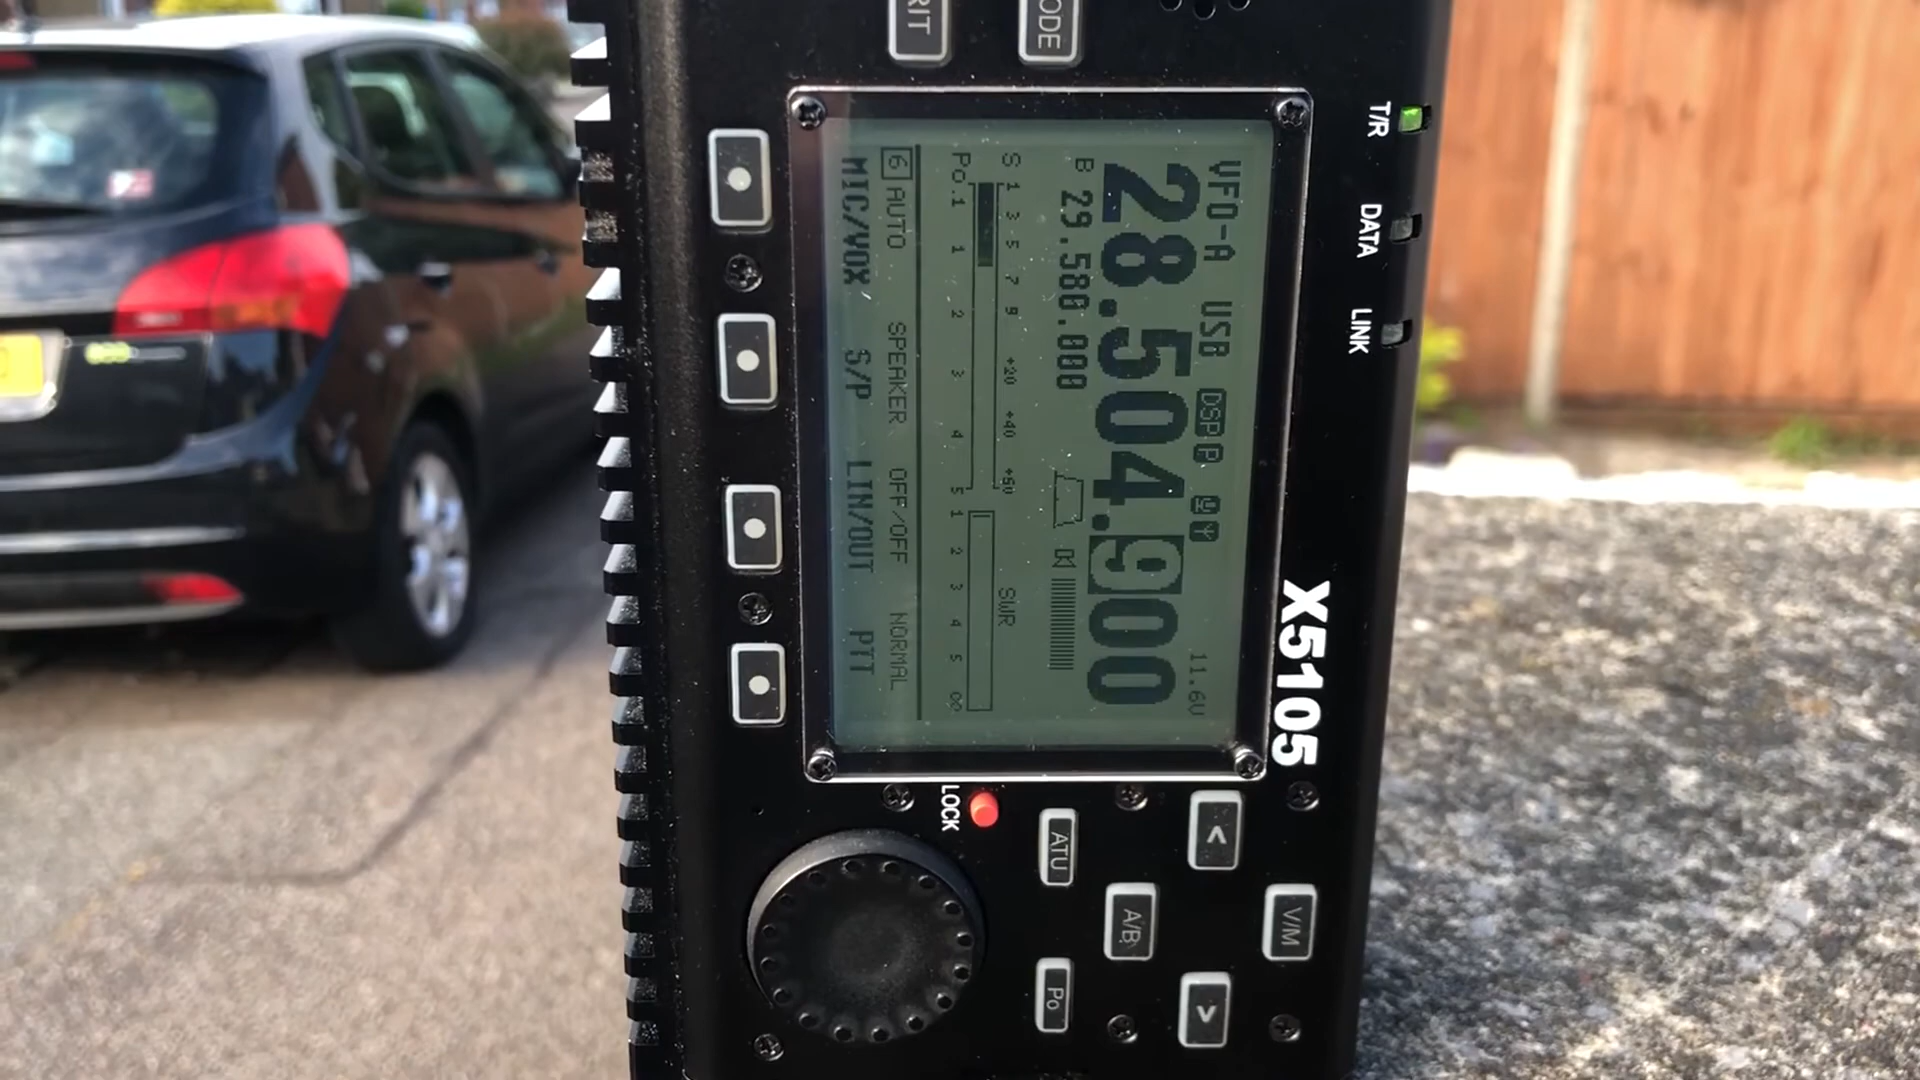 RIT
ODE
T/R
DATA
LINK
VFO-A USB DSP P 11.6V
28.504.900
B 29.580.000
S 1 3 5 7 9 +20 +40 +60 SWR
Po.1 1 2 3 4 5 1 2 3 4 5 ∞
6 AUTO SPEAKER OFF/OFF NORMAL
MIC/VOX S/P LIN/OUT PTT
X5105
LOCK
ATU
<
A/B
V/M
Po
>